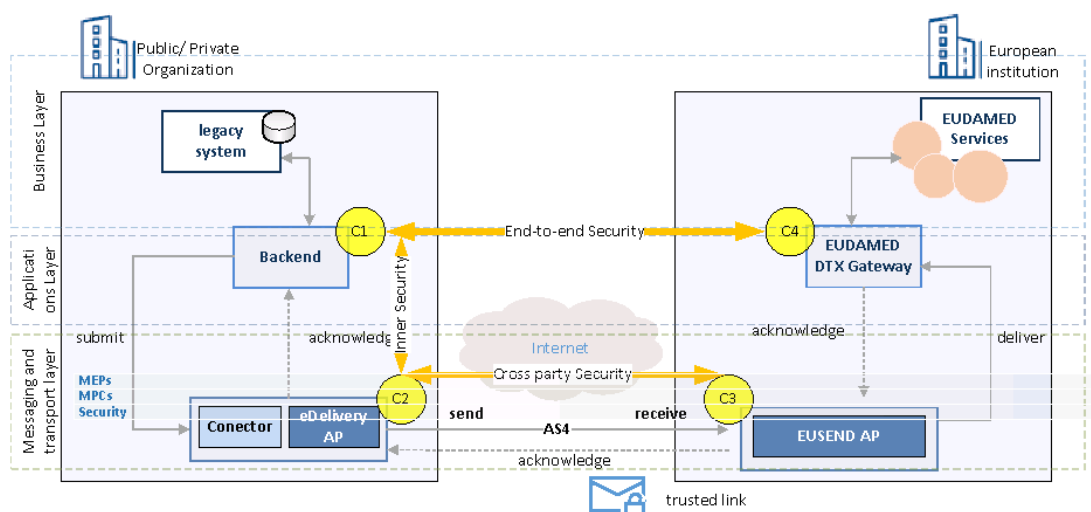 Public/ Private
Organization
European
institution
Business Layer
legacy
system
EUDAMED
Services
C1
End-to-end Security
C4
Backend
EUDAMED
DTX Gateway
Applicati
ons Layer
Inner Security
submit
acknowledge
Internet
acknowledge
deliver
Messaging and
transport layer
MEPs
MPCs
Security
Cross party Security
C2
C3
Conector
eDelivery
AP
send
receive
AS4
EUSEND AP
acknowledge
trusted link